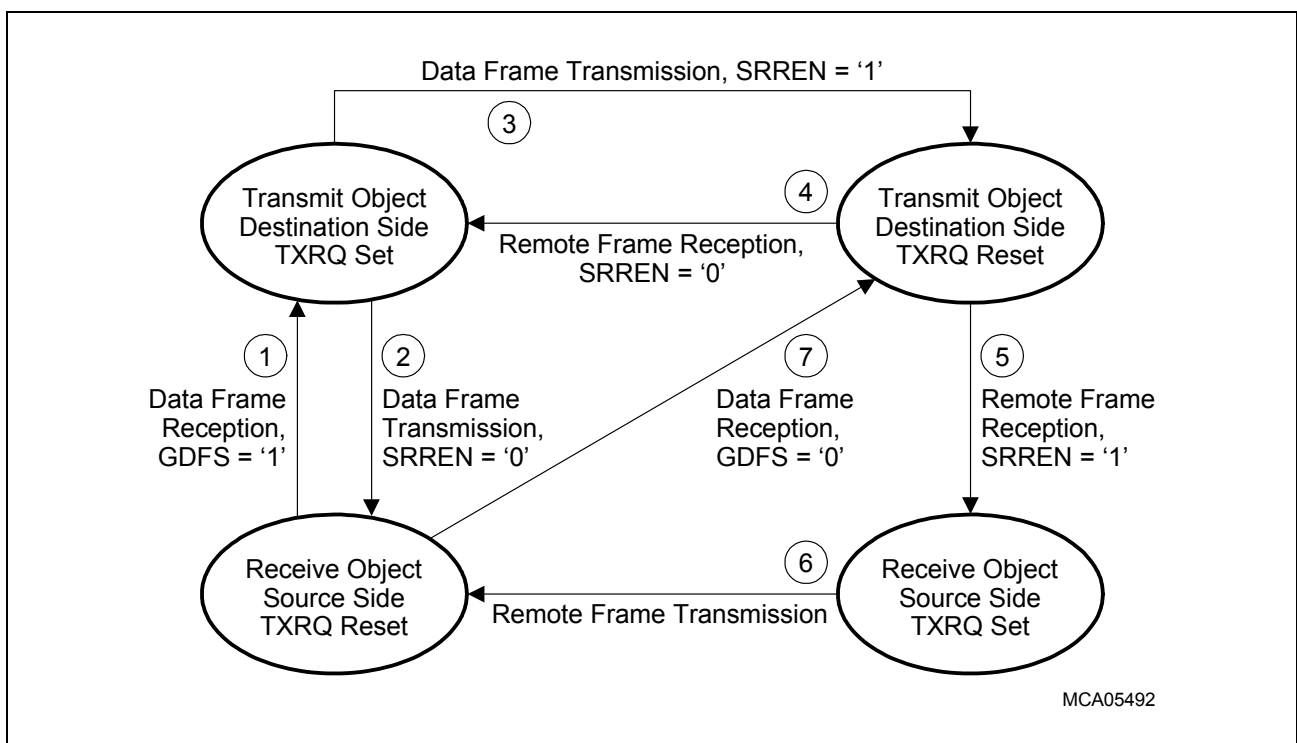 Data Frame Transmission, SRREN = ‘1’
3
Transmit Object
Destination Side
TXRQ Set
4
Remote Frame Reception,
SRREN = ‘0’
Transmit Object
Destination Side
TXRQ Reset
1
Data Frame
Reception,
GDFS = ‘1’
2
Data Frame
Transmission,
SRREN = ‘0’
7
Data Frame
Reception,
GDFS = ‘0’
5
Remote Frame
Reception,
SRREN = ‘1’
Receive Object
Source Side
TXRQ Reset
6
Remote Frame Transmission
Receive Object
Source Side
TXRQ Set
MCA05492